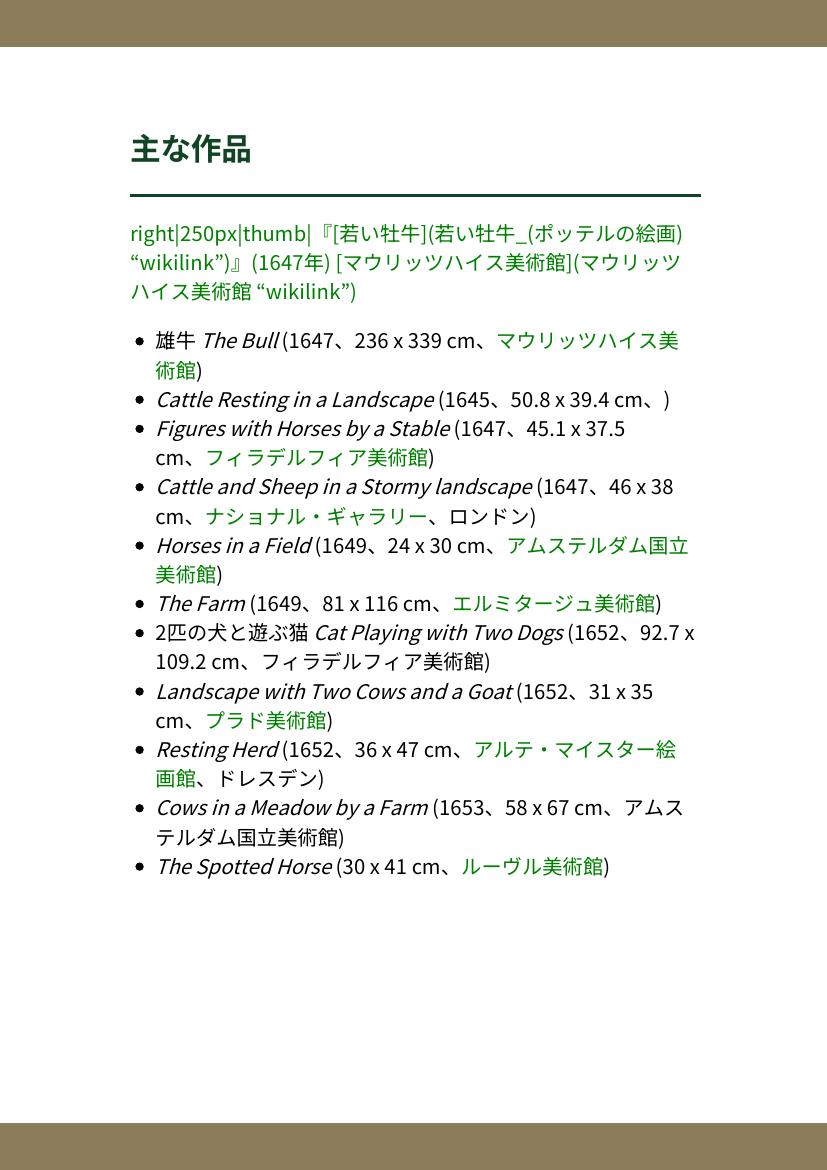 主な作品
right|250px|thumb|『[若い牡牛](若い牡牛_(ポッテルの絵画)
“wikilink”)』(1647年) [マウリッツハイス美術館](マウリッツ
ハイス美術館 “wikilink”)
• 雄牛 The Bull (1647、236 x 339 cm、マウリッツハイス美
術館)
• Cattle Resting in a Landscape (1645、50.8 x 39.4 cm、)
• Figures with Horses by a Stable (1647、45.1 x 37.5
cm、フィラデルフィア美術館)
• Cattle and Sheep in a Stormy landscape (1647、46 x 38
cm、ナショナル・ギャラリー、ロンドン)
• Horses in a Field (1649、24 x 30 cm、アムステルダム国立
美術館)
• The Farm (1649、81 x 116 cm、エルミタージュ美術館)
• 2匹の犬と遊ぶ猫 Cat Playing with Two Dogs (1652、92.7 x
109.2 cm、フィラデルフィア美術館)
• Landscape with Two Cows and a Goat (1652、31 x 35
cm、プラド美術館)
• Resting Herd (1652、36 x 47 cm、アルテ・マイスター絵
画館、ドレスデン)
• Cows in a Meadow by a Farm (1653、58 x 67 cm、アムス
テルダム国立美術館)
• The Spotted Horse (30 x 41 cm、ルーヴル美術館)